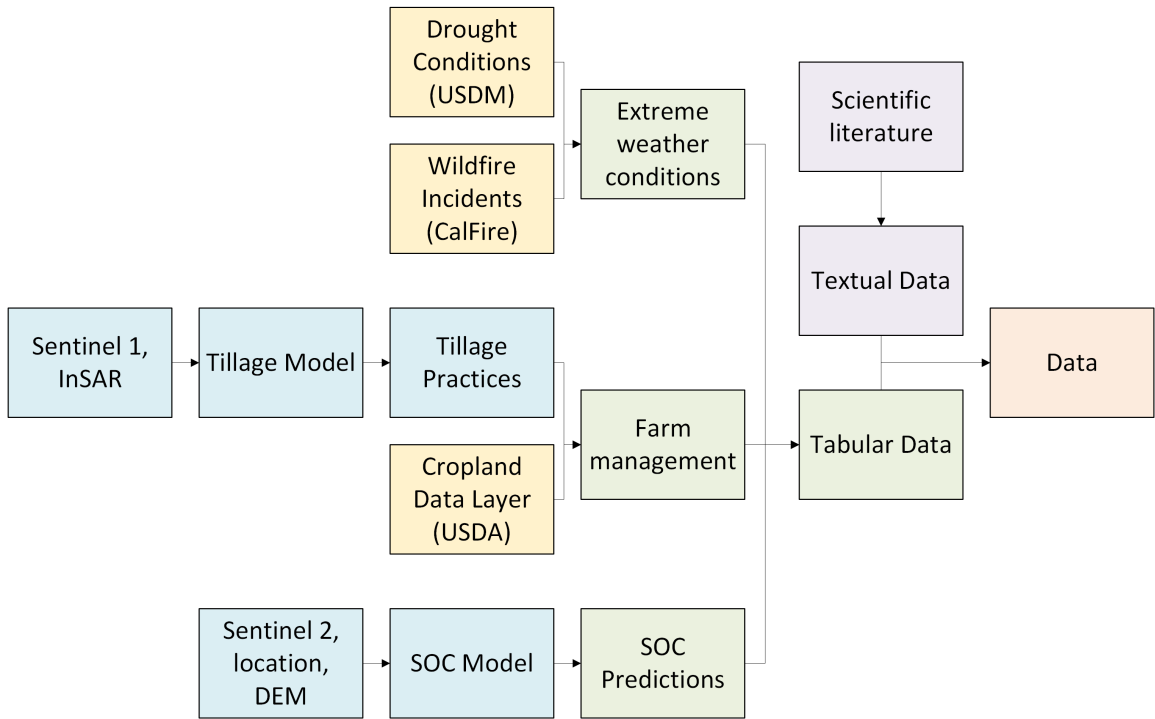 Drought
Conditions
(USDM)
Wildfire
Incidents
(CalFire)
Extreme
weather
conditions
Scientific
literature
Textual Data
Sentinel 1,
InSAR
Tillage Model
Tillage
Practices
Cropland
Data Layer
(USDA)
Farm
management
Tabular Data
Data
Sentinel 2,
location,
DEM
SOC Model
SOC
Predictions